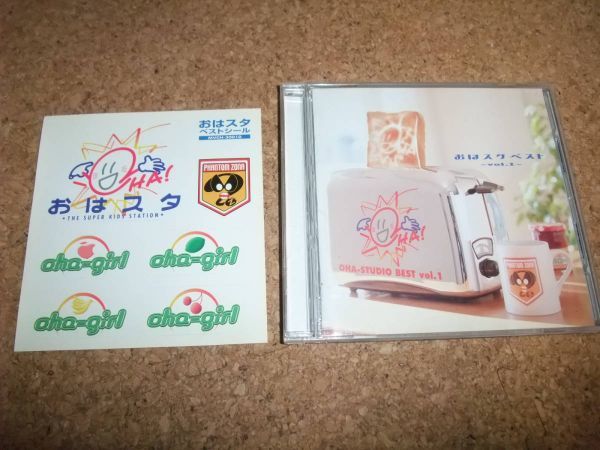 おはスタ
ベストシール
OHA!
おはスタ
・THE SUPER KIDS STATION・
PHANTOM ZONA
oha=girl
oha=girl
oha=girl
oha=girl
おはスタベスト
~vol.1~
OHA!
OHA-STUDIO BEST vol.1